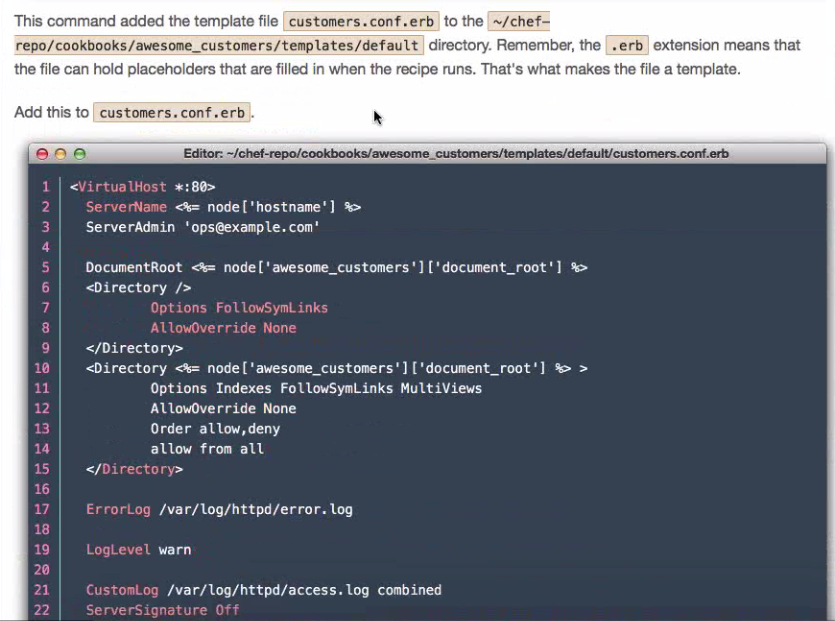 This command added the template file customers.conf.erb to the ~/chef-
repo/cookbooks/awesome_customers/templates/default directory. Remember, the .erb extension means that
the file can hold placeholders that are filled in when the recipe runs. That's what makes the file a template.
Add this to customers.conf.erb.
Editor: ~/chef-repo/cookbooks/awesome_customers/templates/default/customers.conf.erb
1 <VirtualHost *:80>
2 ServerName <%= node['hostname'] %>
3 ServerAdmin 'ops@example.com'
4
5 DocumentRoot <%= node['awesome_customers']['document_root'] %>
6 <Directory />
7 Options FollowSymLinks
8 AllowOverride None
9 </Directory>
10 <Directory <%= node['awesome_customers']['document_root'] %> >
11 Options Indexes FollowSymLinks MultiViews
12 AllowOverride None
13 Order allow,deny
14 allow from all
15 </Directory>
16
17 ErrorLog /var/log/httpd/error.log
18
19 LogLevel warn
20
21 CustomLog /var/log/httpd/access.log combined
22 ServerSignature Off